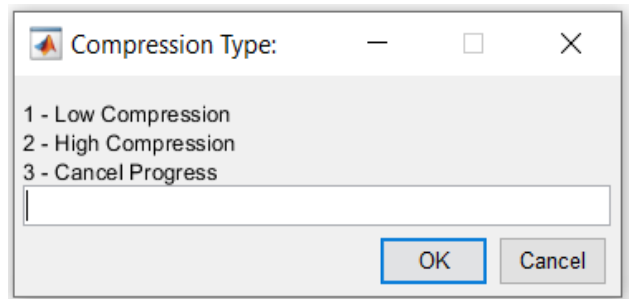 Compression Type:
1 - Low Compression
2 - High Compression
3 - Cancel Progress
OK Cancel